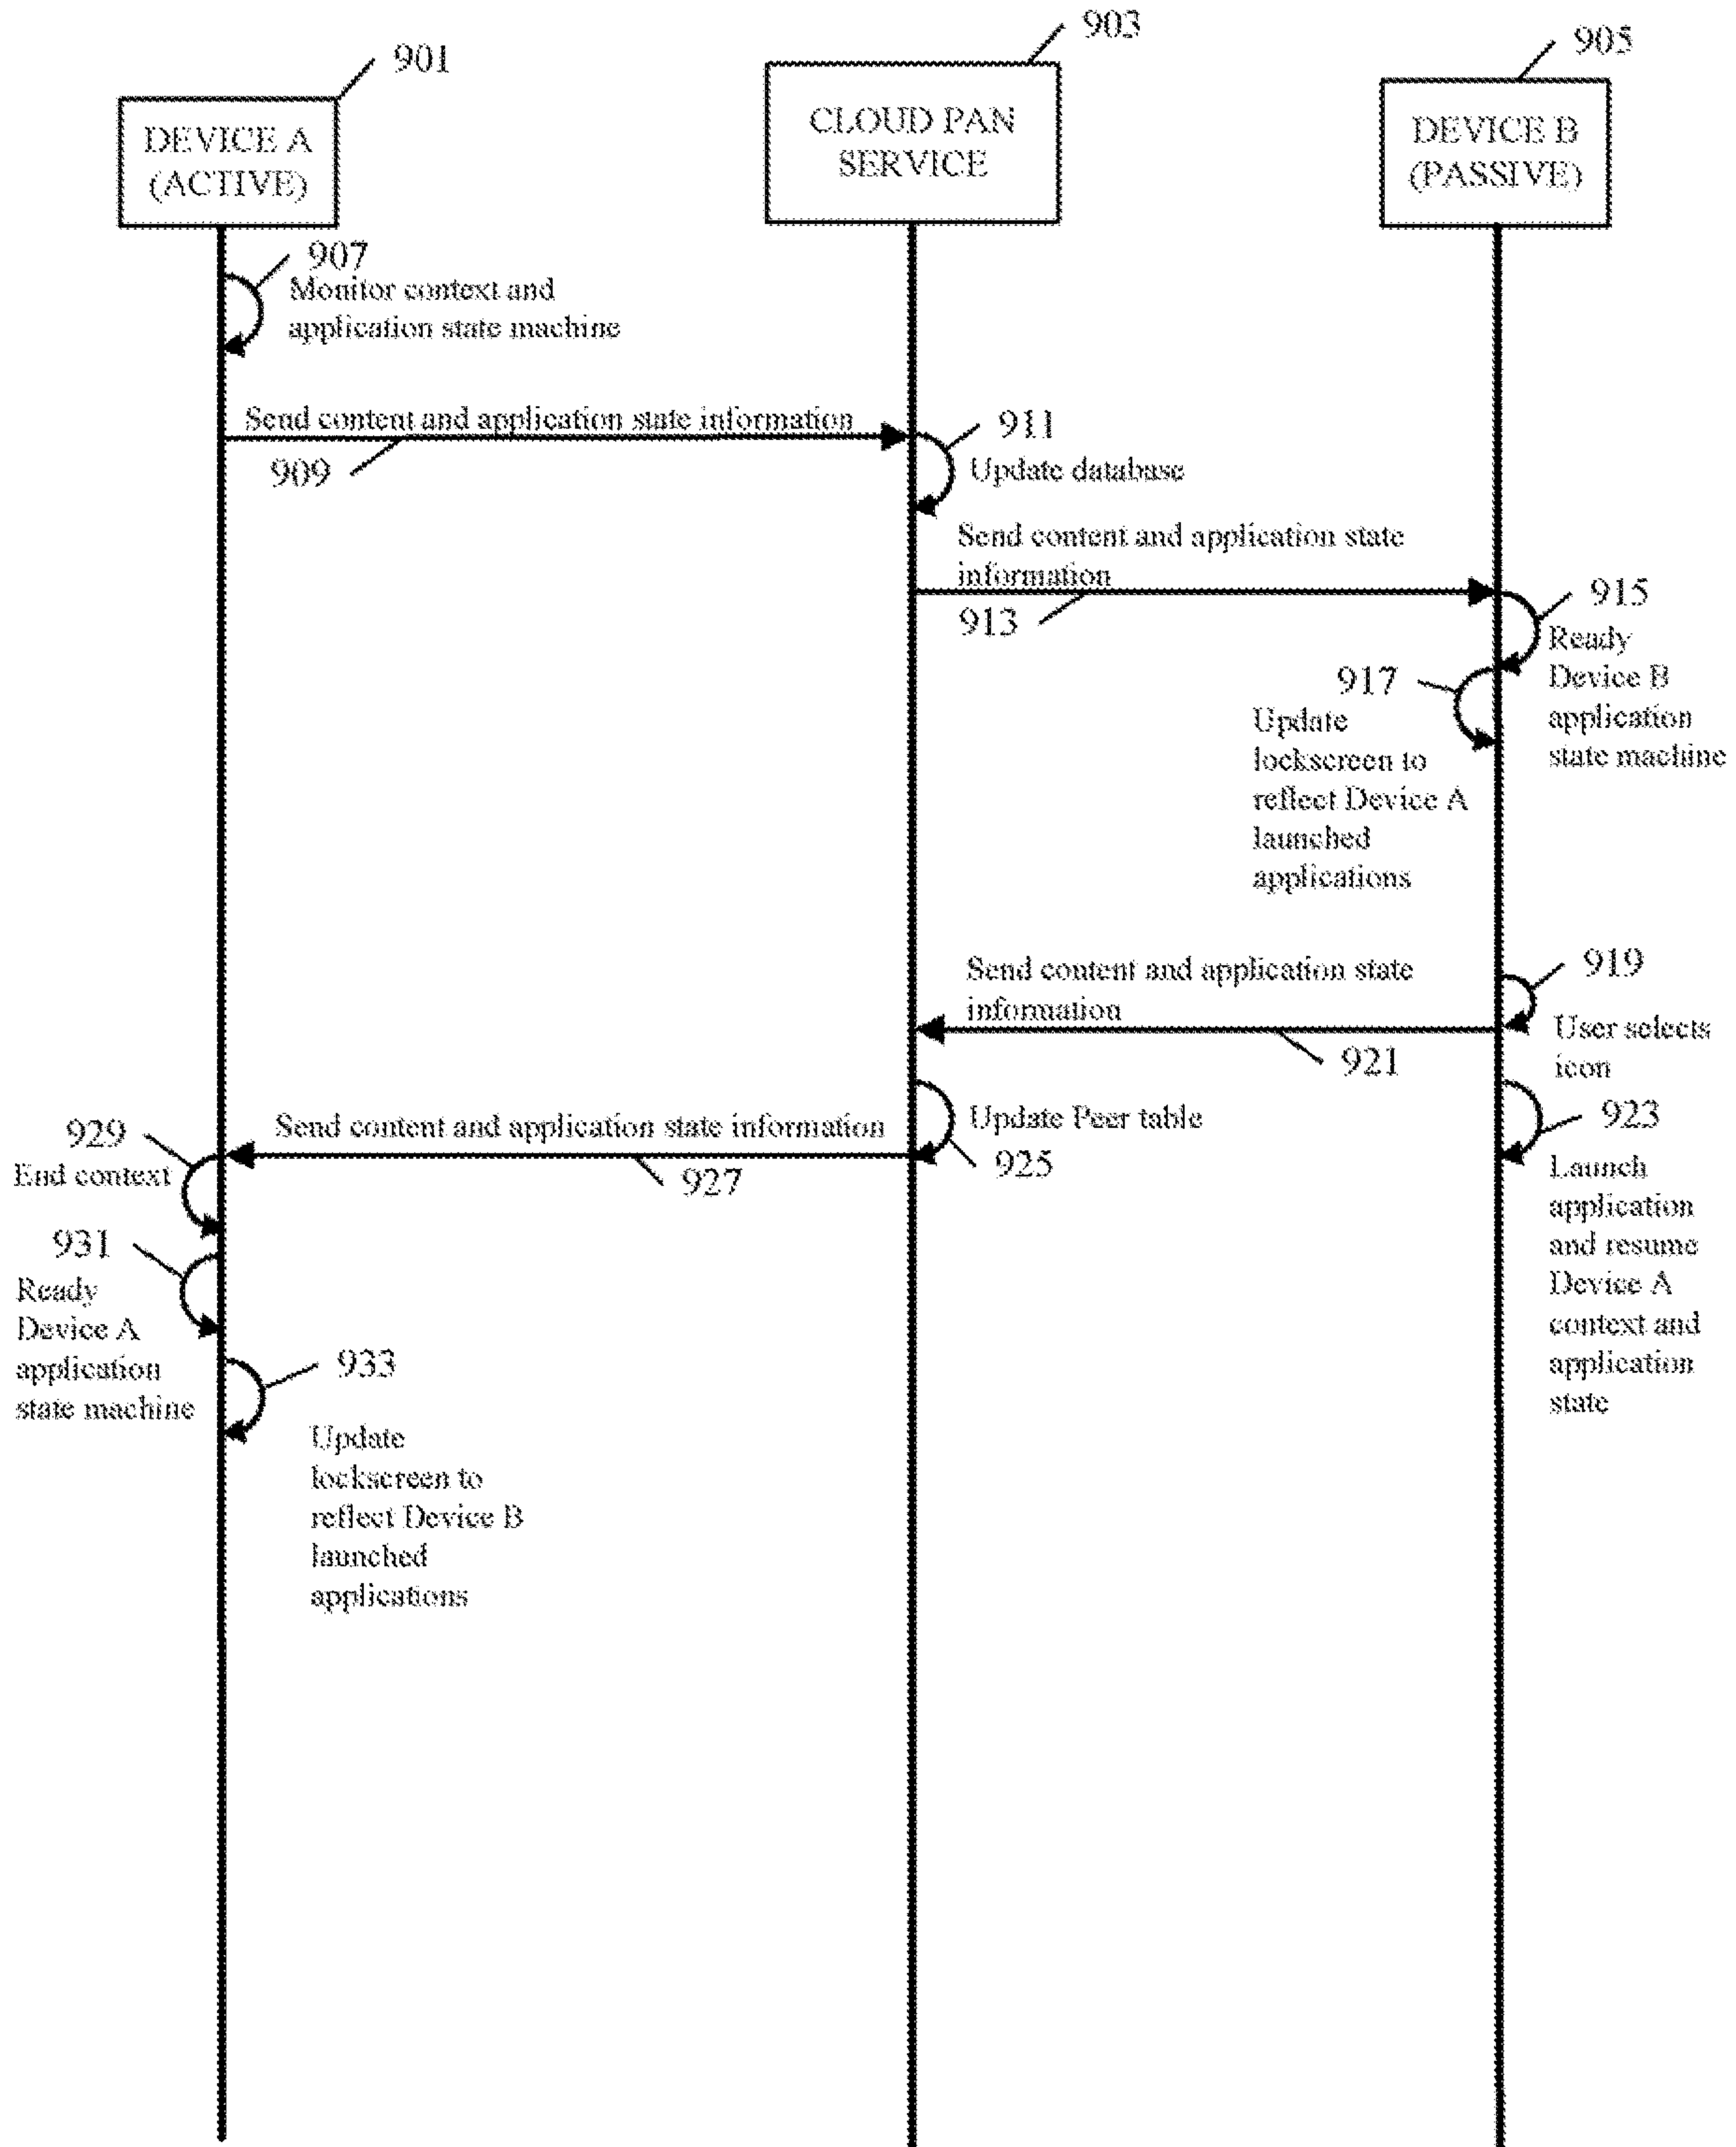 901
903
905
DEVICE A
(ACTIVE)
CLOUD PAN
SERVICE
DEVICE B
(PASSIVE)
907
Monitor context and
application state machine
Send content and application state information
909
911
Update database
Send content and application state
information
913
915
Ready
Device B
application
state machine
917
Update
lockscreen to
reflect Device A
launched
applications
919
User selects
icon
Send content and application state
information
921
923
Launch
application
and resume
Device A
context and
application
state
Update Peer table
925
Send content and application state information
927
929
End context
931
Ready
Device A
application
state machine
933
Update
lockscreen to
reflect Device B
launched
applications